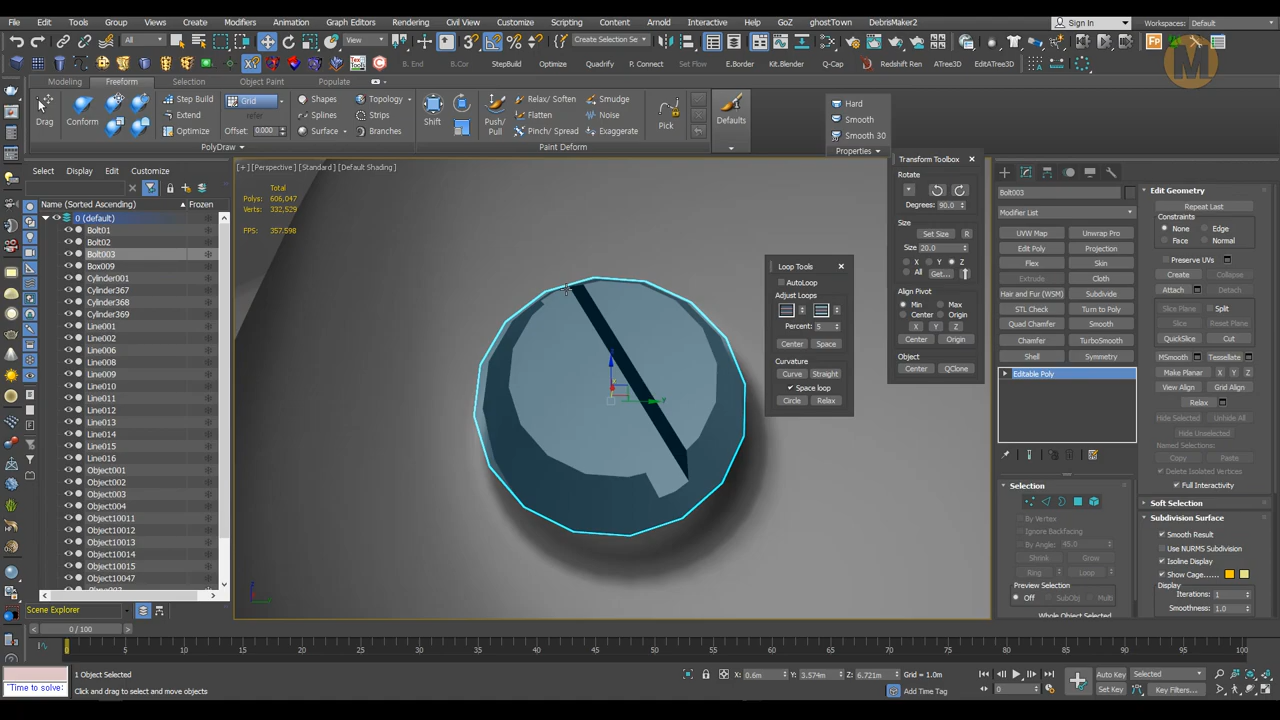 File Edit Tools Group Views Create Modifiers Animation Graph Editors Rendering Civil View Customize Scripting Content Arnold Interactive GoZ ghostTown DebrisMaker2 Sign In Workspaces: Default
All View Create Selection Se
B. End B.Cor StepBuild Optimize Quadrify P. Connect F. Edge B.Extender Kit.Blender Q-Cap Redshift Ren ATree3D EditATree3D
Modeling Freeform Selection Object Paint Populate
Drag Conform Step Build Extend Optimize Grid Offset: 0.000 Shapes Splines Surface Topology Strips Branches Shift Push/Pull Relax/ Soften Flatten Pinch/ Spread Smudge Noise Exaggerate Pick Defaults Hard Smooth Smooth 30
PolyDraw Paint Deform Properties
Select Display Edit Customize
Name (Sorted Ascending) Frozen
0 (default)
Bolt01
Bolt02
Bolt003
Box009
Cylinder001
Cylinder367
Cylinder368
Cylinder369
Line001
Line002
Line006
Line008
Line009
Line010
Line011
Line012
Line013
Line014
Line015
Line016
Object001
Object002
Object003
Object004
Object10011
Object10012
Object10013
Object10014
Object10015
Object10047
Scene Explorer Default
[+] [Perspective] [Standard] [Default Shading]
Total
Polys: 606,047
Verts: 332,529
FPS: 357,598
Loop Tools
AutoLoop
Adjust Loops
Percent: 5
Center Space
Curvature
Curve Straight
Space loop
Circle Relax
Transform Toolbox
Rotate
Degrees: 90.0
Size
Set Size R
Size 20.0
X Y Z
All Get...
Align Pivot
Min Max
Center Origin
X Y Z
Center Origin
Object
Center QClone
Bolt003
Modifier List
UVW Map Unwrap Pro
Edit Poly Projection
Flex Skin
Extrude Cloth
Hair and Fur (WSM) Subdivide
STL Check Turn to Poly
Quad Chamfer Smooth
Chamfer TurboSmooth
Shell Symmetry
Editable Poly
Selection
By Vertex
Ignore Backfacing
By Angle: 45.0
Shrink Grow
Ring Loop
Preview Selection
Off SubObj Multi
Whole Object Selected
Edit Geometry
Repeat Last
Constraints
None Edge
Face Normal
Preserve UVs
Create Collapse
Attach Detach
Slice Plane Split
Slice Reset Plane
QuickSlice Cut
MSmooth Tessellate
Make Planar X Y Z
View Align Grid Align
Relax
Hide Selected Unhide All
Hide Unselected
Named Selections:
Copy Paste
Delete Isolated Vertices
Full Interactivity
Soft Selection
Subdivision Surface
Smooth Result
Use NURMS Subdivision
Isoline Display
Show Cage......
Display
Iterations: 1
Smoothness: 1.0
0 / 100
0 5 10 15 20 25 30 35 40 45 50 55 60 65 70 75 80 85 90 95 100
1 Object Selected
"Time to solve:
Click and drag to select and move objects
X: 0.6m Y: 3.574m Z: 6.721m Grid = 1.0m
Add Time Tag
0
Auto Key Selected
Set Key Key Filters...